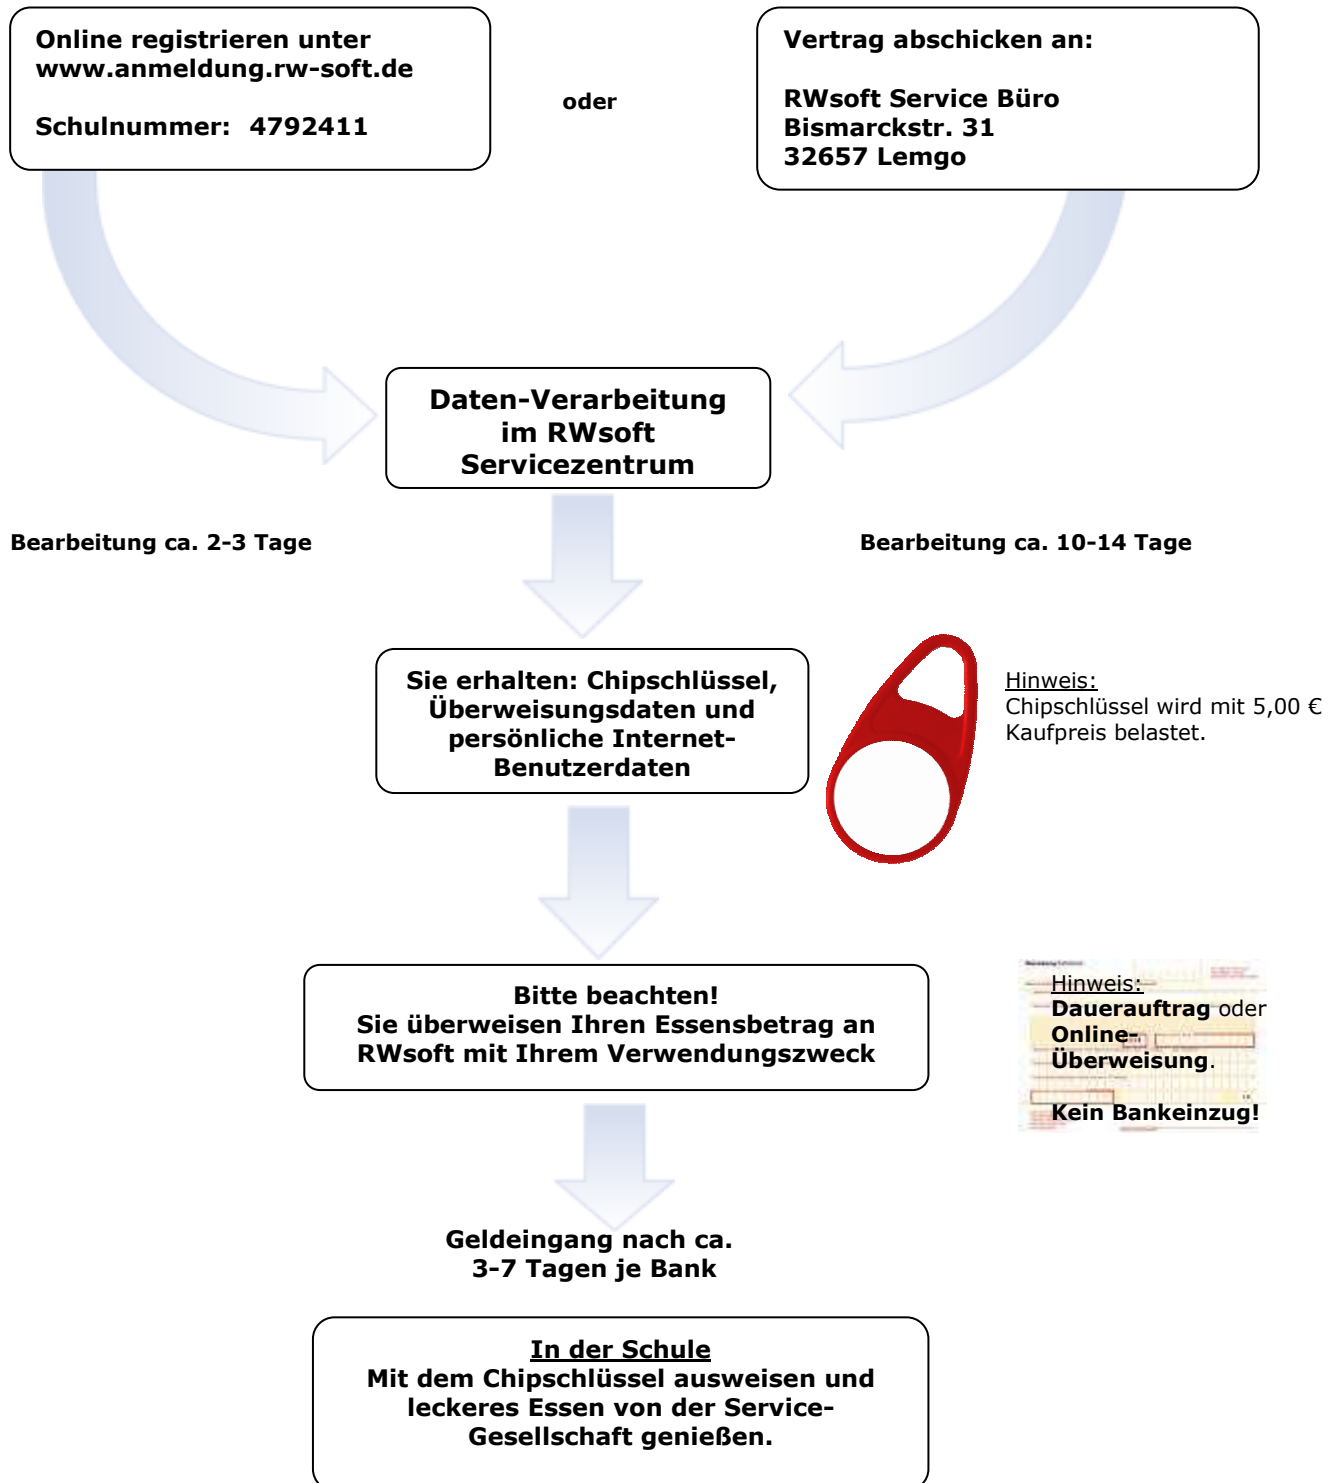 Online registrieren unter
www.anmeldung.rw-soft.de
Schulnummer: 4792411
oder
Vertrag abschicken an:
RWsoft Service Büro
Bismarckstr. 31
32657 Lemgo
Daten-Verarbeitung
im RWsoft
Servicezentrum
Bearbeitung ca. 2-3 Tage
Bearbeitung ca. 10-14 Tage
Sie erhalten: Chipschlüssel,
Überweisungsdaten und
persönliche Internet-
Benutzerdaten
Hinweis:
Chipschlüssel wird mit 5,00 €
Kaufpreis belastet.
Bitte beachten!
Sie überweisen Ihren Essensbetrag an
RWsoft mit Ihrem Verwendungszweck
Hinweis:
Dauerauftrag oder
Online-
Überweisung.
Kein Bankeinzug!
Geldeingang nach ca.
3-7 Tagen je Bank
In der Schule
Mit dem Chipschlüssel ausweisen und
leckeres Essen von der Service-
Gesellschaft genießen.